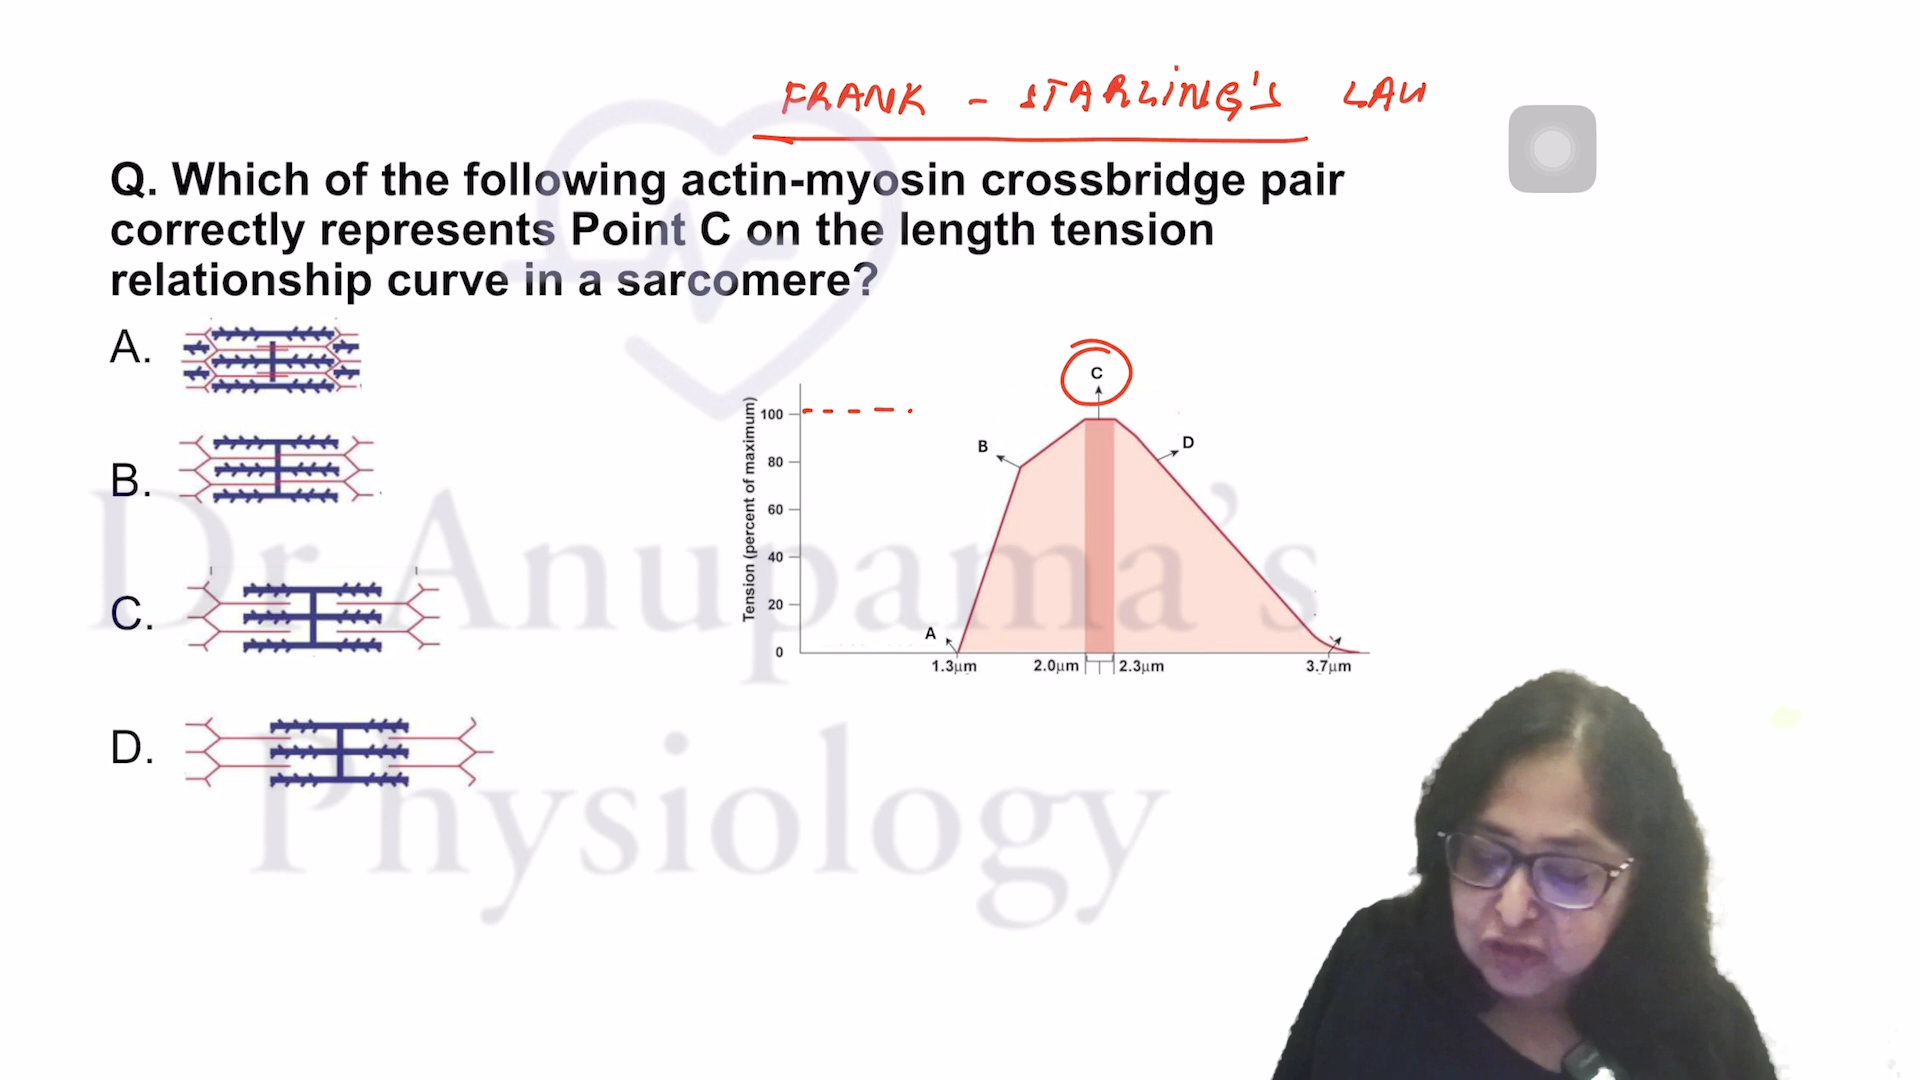 FRANK - STARLING'S LAW
Q. Which of the following actin-myosin crossbridge pair
correctly represents Point C on the length tension
relationship curve in a sarcomere?
A.
B.
C.
D.
Tension (percent of maximum)
100
80
60
40
20
0
A
B
C
D
1.3μm
2.0μm
2.3μm
3.7μm
Dr Anupama's
Physiology